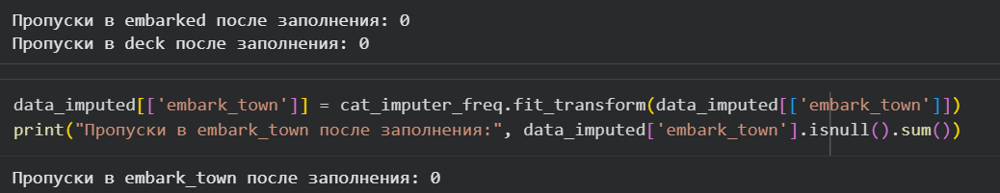 Пропуски в embarked после заполнения: 0
Пропуски в deck после заполнения: 0
data_imputed[['embark_town']] = cat_imputer_freq.fit_transform(data_imputed[['embark_town']])
print("Пропуски в embark_town после заполнения:", data_imputed['embark_town'].isnull().sum())
Пропуски в embark_town после заполнения: 0